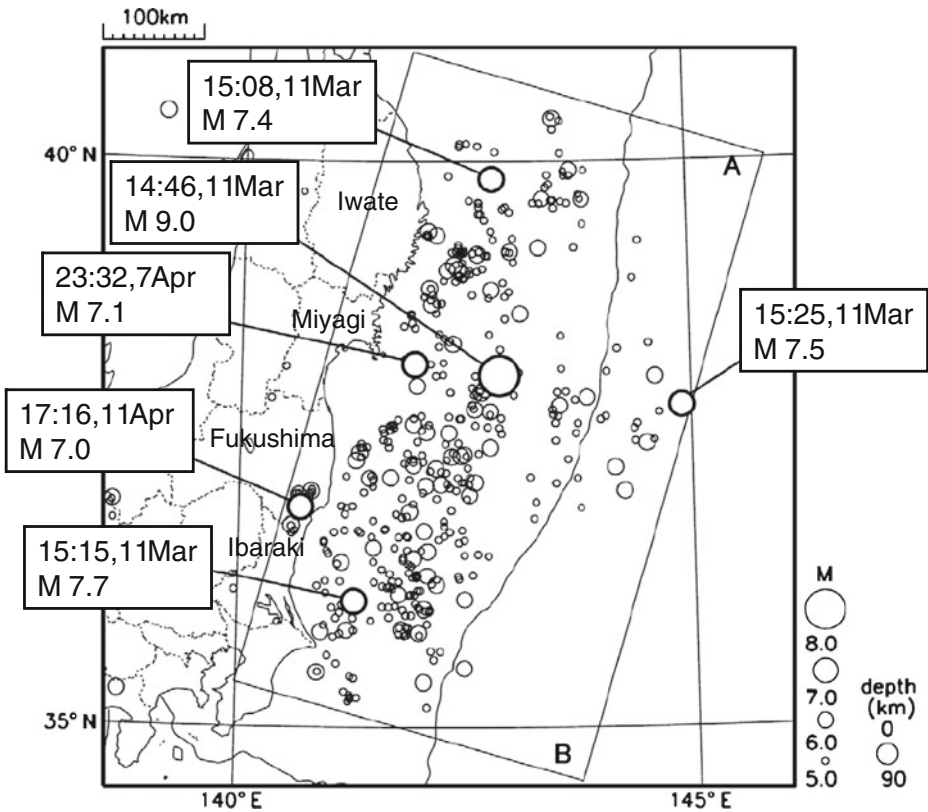 100km
15:08,11Mar
M 7.4
40° N
A
14:46,11Mar
M 9.0
Iwate
23:32,7Apr
M 7.1
Miyagi
15:25,11Mar
M 7.5
17:16,11Apr
M 7.0
Fukushima
15:15,11Mar
M 7.7
Ibaraki
M
8.0
7.0
6.0
5.0
depth
(km)
0
90
35° N
B
140° E
145° E